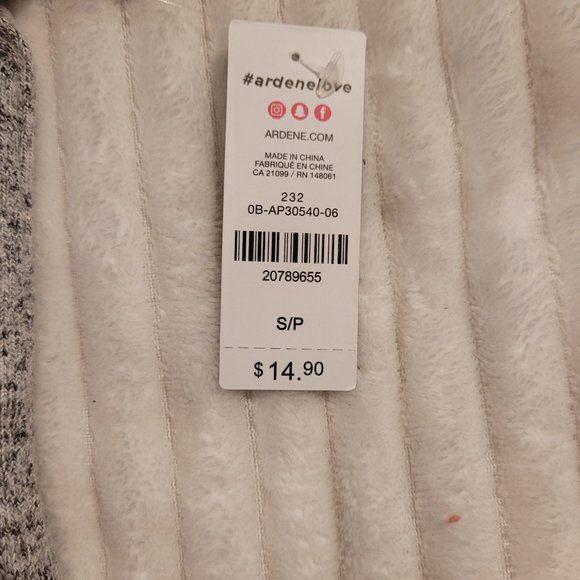 #ardenelove
ARDENE.COM
MADE IN CHINA
FABRIQUÉ EN CHINE
CA 21099 / RN 148061
232
0B-AP30540-06
20789655
S/P
$14.90